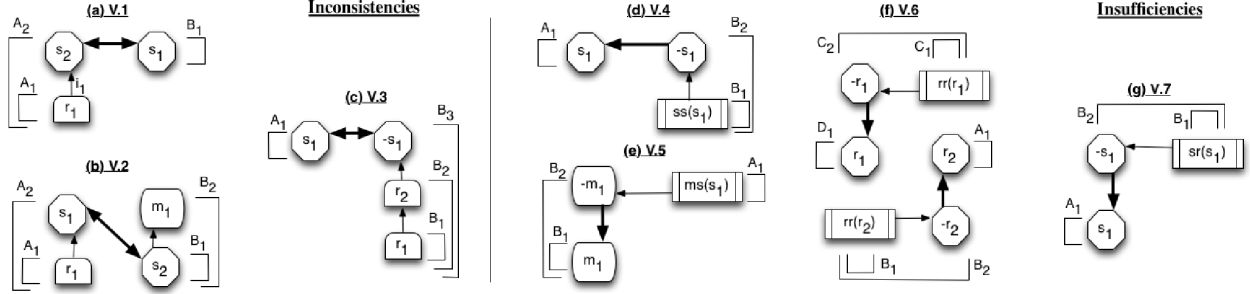 Inconsistencies
Insufficiencies
(a) V.1
A2
s2
s1
B1
A1
i1
r1
(b) V.2
A2
s1
m1
B2
A1
r1
s2
B1
(c) V.3
A1
s1
-s1
B3
r2
B2
r1
B1
(d) V.4
A1
s1
-s1
B2
ss(s1)
B1
(e) V.5
B2
-m1
ms(s1)
A1
B1
m1
(f) V.6
C2
C1
-r1
rr(r1)
D1
r1
r2
A1
rr(r2)
-r2
B1
B2
(g) V.7
B2
B1
-s1
sr(s1)
A1
s1